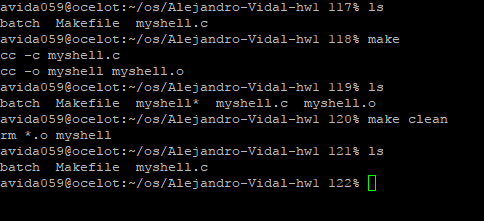 avida059@ocelot:~/os/Alejandro-Vidal-hw1 117% ls
batch  Makefile  myshell.c
avida059@ocelot:~/os/Alejandro-Vidal-hw1 118% make
cc -c myshell.c
cc -o myshell myshell.o
avida059@ocelot:~/os/Alejandro-Vidal-hw1 119% ls
batch  Makefile  myshell*  myshell.c  myshell.o
avida059@ocelot:~/os/Alejandro-Vidal-hw1 120% make clean
rm *.o myshell
avida059@ocelot:~/os/Alejandro-Vidal-hw1 121% ls
batch  Makefile  myshell.c
avida059@ocelot:~/os/Alejandro-Vidal-hw1 122%